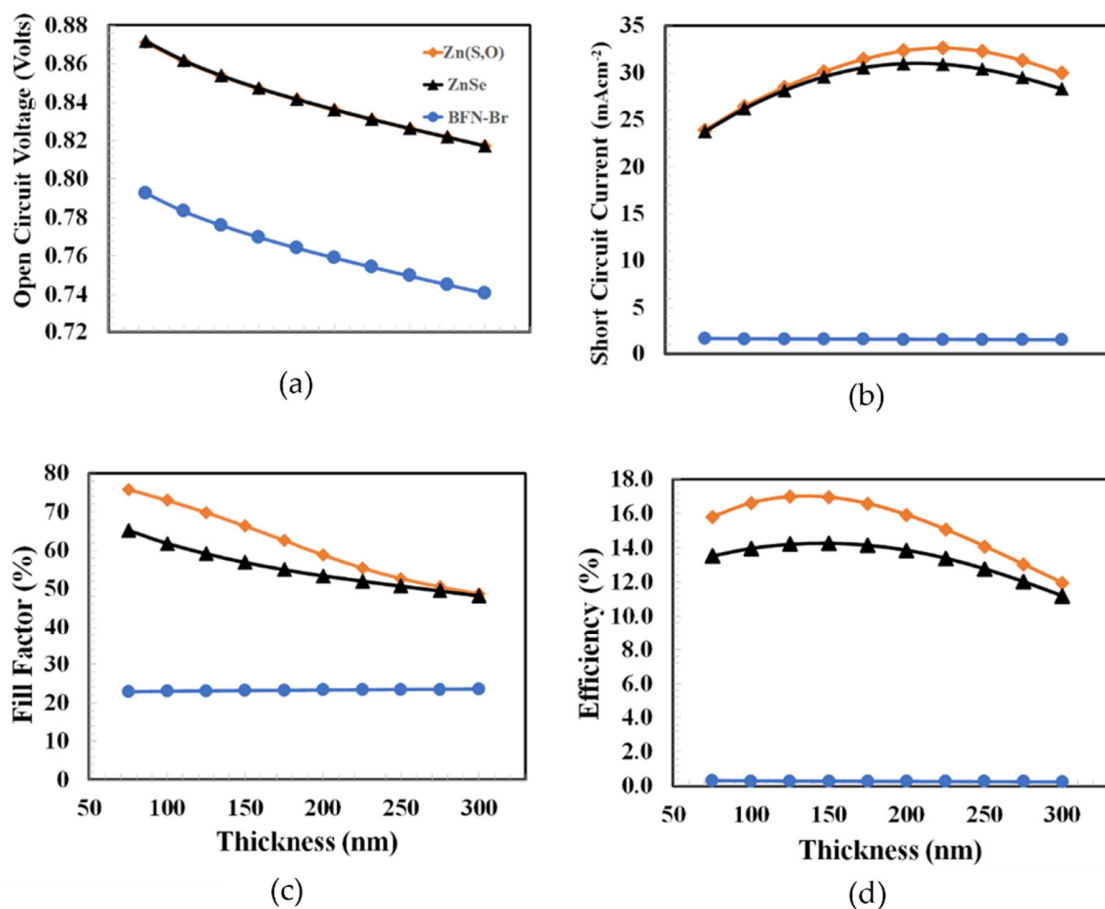 Open Circuit Voltage (Volts)
0.88
0.86
0.84
0.82
0.80
0.78
0.76
0.74
0.72
Zn(S,O)
ZnSe
BFN-Br
(a)
Short Circuit Current (mAcm-2)
35
30
25
20
15
10
5
0
(b)
Fill Factor (%)
80
70
60
50
40
30
20
10
0
50 100 150 200 250 300
Thickness (nm)
(c)
Efficiency (%)
18.0
16.0
14.0
12.0
10.0
8.0
6.0
4.0
2.0
0.0
50 100 150 200 250 300
Thickness (nm)
(d)